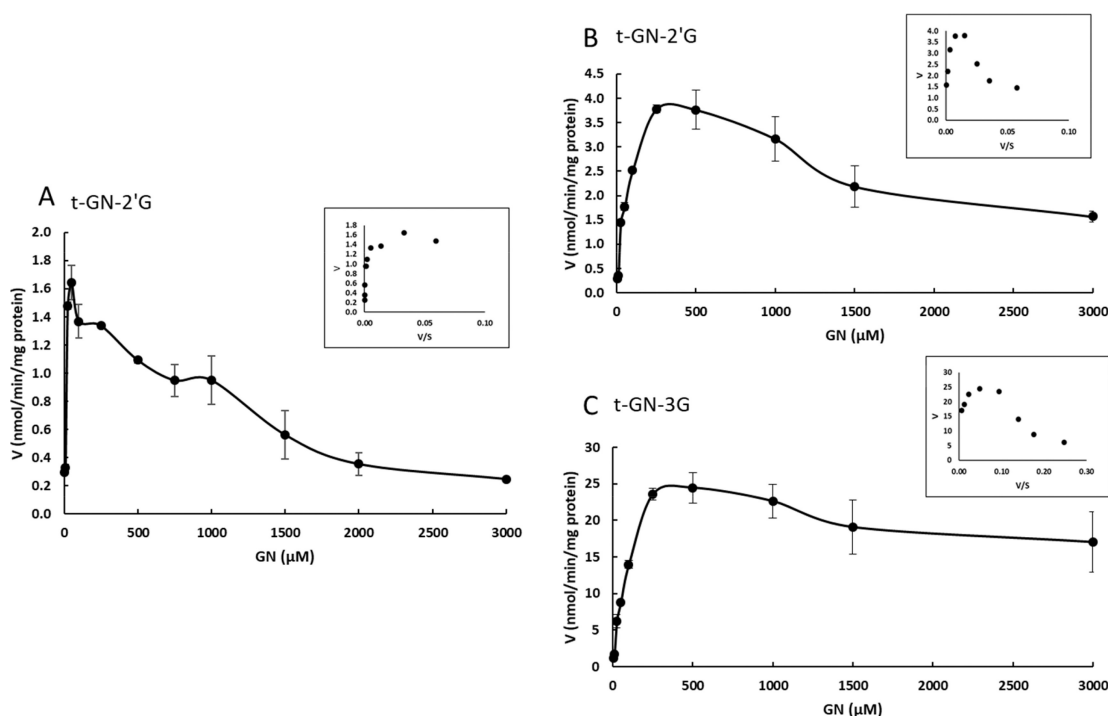 A t-GN-2'G
V (nmol/min/mg protein)
2.0
1.8
1.6
1.4
1.2
1.0
0.8
0.6
0.4
0.2
0.0
0 500 1000 1500 2000 2500 3000
GN (µM)
V
1.8
1.6
1.4
1.2
1.0
0.8
0.6
0.4
0.2
0.0
0.00 0.05 0.10
V/S
B t-GN-2'G
V (nmol/min/mg protein)
4.5
4.0
3.5
3.0
2.5
2.0
1.5
1.0
0.5
0.0
0 500 1000 1500 2000 2500 3000
GN (µM)
V
4.0
3.5
3.0
2.5
2.0
1.5
1.0
0.5
0.0
0.00 0.05 0.10
V/S
C t-GN-3G
V (nmol/min/mg protein)
30
25
20
15
10
5
0
0 500 1000 1500 2000 2500 3000
GN (µM)
V
30
25
20
15
10
5
0
0.00 0.10 0.20 0.30
V/S